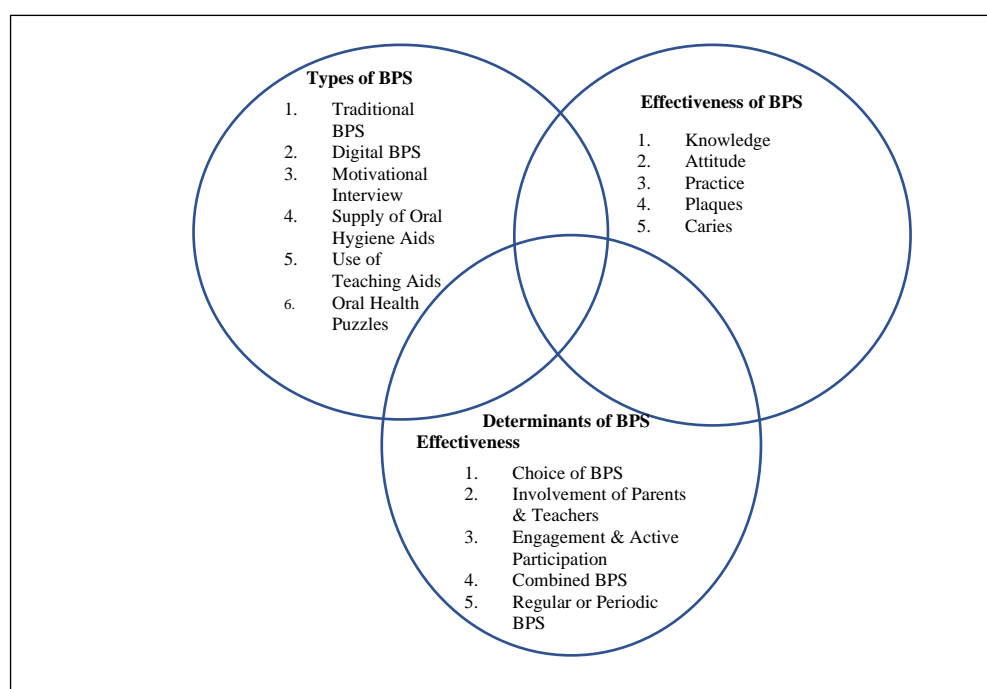 Types of BPS
1. Traditional
BPS
2. Digital BPS
3. Motivational
Interview
4. Supply of Oral
Hygiene Aids
5. Use of
Teaching Aids
6. Oral Health
Puzzles
Effectiveness of BPS
1. Knowledge
2. Attitude
3. Practice
4. Plaques
5. Caries
Determinants of BPS
Effectiveness
1. Choice of BPS
2. Involvement of Parents
& Teachers
3. Engagement & Active
Participation
4. Combined BPS
5. Regular or Periodic
BPS